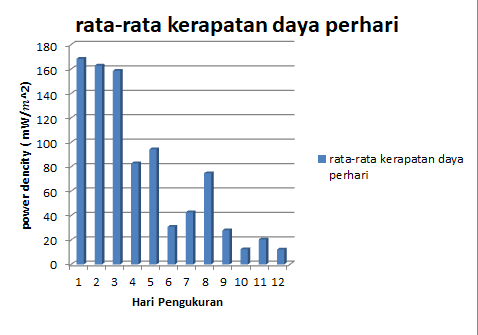 rata-rata kerapatan daya perhari
180
160
140
120
100
80
60
40
20
0
power dencity ( mW/m^2)
1 2 3 4 5 6 7 8 9 10 11 12
Hari Pengukuran
rata-rata kerapatan daya
perhari